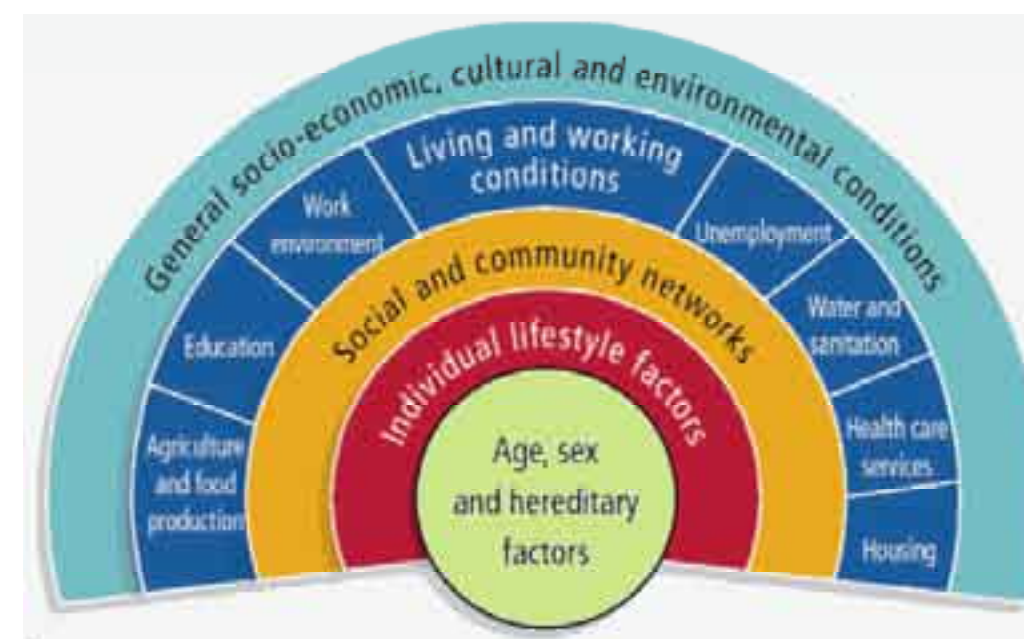 General socio-economic, cultural and environmental conditions
Living and working
conditions
Work
environment
Unemployment
Education
Water and
sanitation
Agriculture
and food
production
Health care
services
Housing
Social and community networks
Individual lifestyle factors
Age, sex
and hereditary
factors